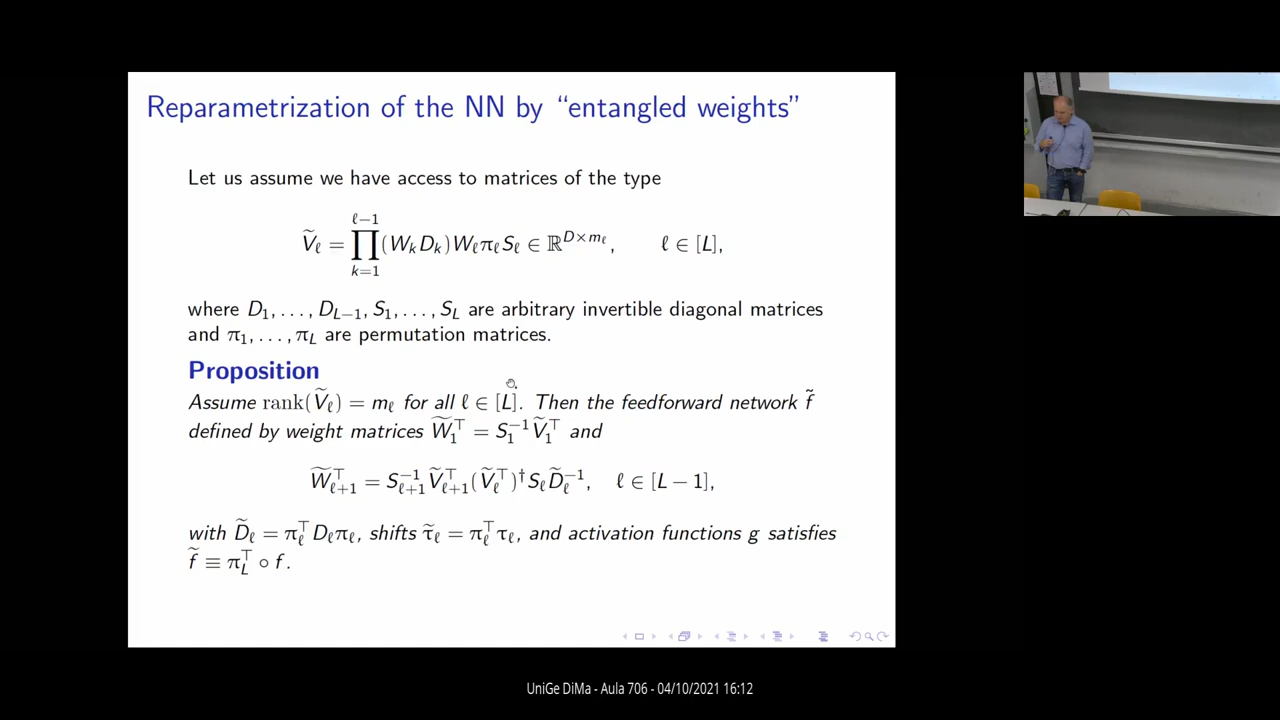 Reparametrization of the NN by “entangled weights”
Let us assume we have access to matrices of the type
Ṽ_ℓ = ∏_{k=1}^{ℓ−1} (W_k D_k) W_ℓ π_ℓ S_ℓ ∈ ℝ^{D×m_ℓ}, ℓ ∈ [L],
where D_1, . . . , D_{L−1}, S_1, . . . , S_L are arbitrary invertible diagonal matrices
and π_1, . . . , π_L are permutation matrices.
Proposition
Assume rank(Ṽ_ℓ) = m_ℓ for all ℓ ∈ [L]. Then the feedforward network f̃
defined by weight matrices W̃_1^⊤ = S_1^{−1} Ṽ_1^⊤ and
W̃_{ℓ+1}^⊤ = S_{ℓ+1}^{−1} Ṽ_{ℓ+1}^⊤ (Ṽ_ℓ^⊤)^† S_ℓ D̃_ℓ^{−1}, ℓ ∈ [L − 1],
with D̃_ℓ = π_ℓ^⊤ D_ℓ π_ℓ, shifts τ̃_ℓ = π_ℓ^⊤ τ_ℓ, and activation functions g satisfies
f̃ ≡ π_L^⊤ ∘ f.
UniGe DiMa - Aula 706 - 04/10/2021 16:12